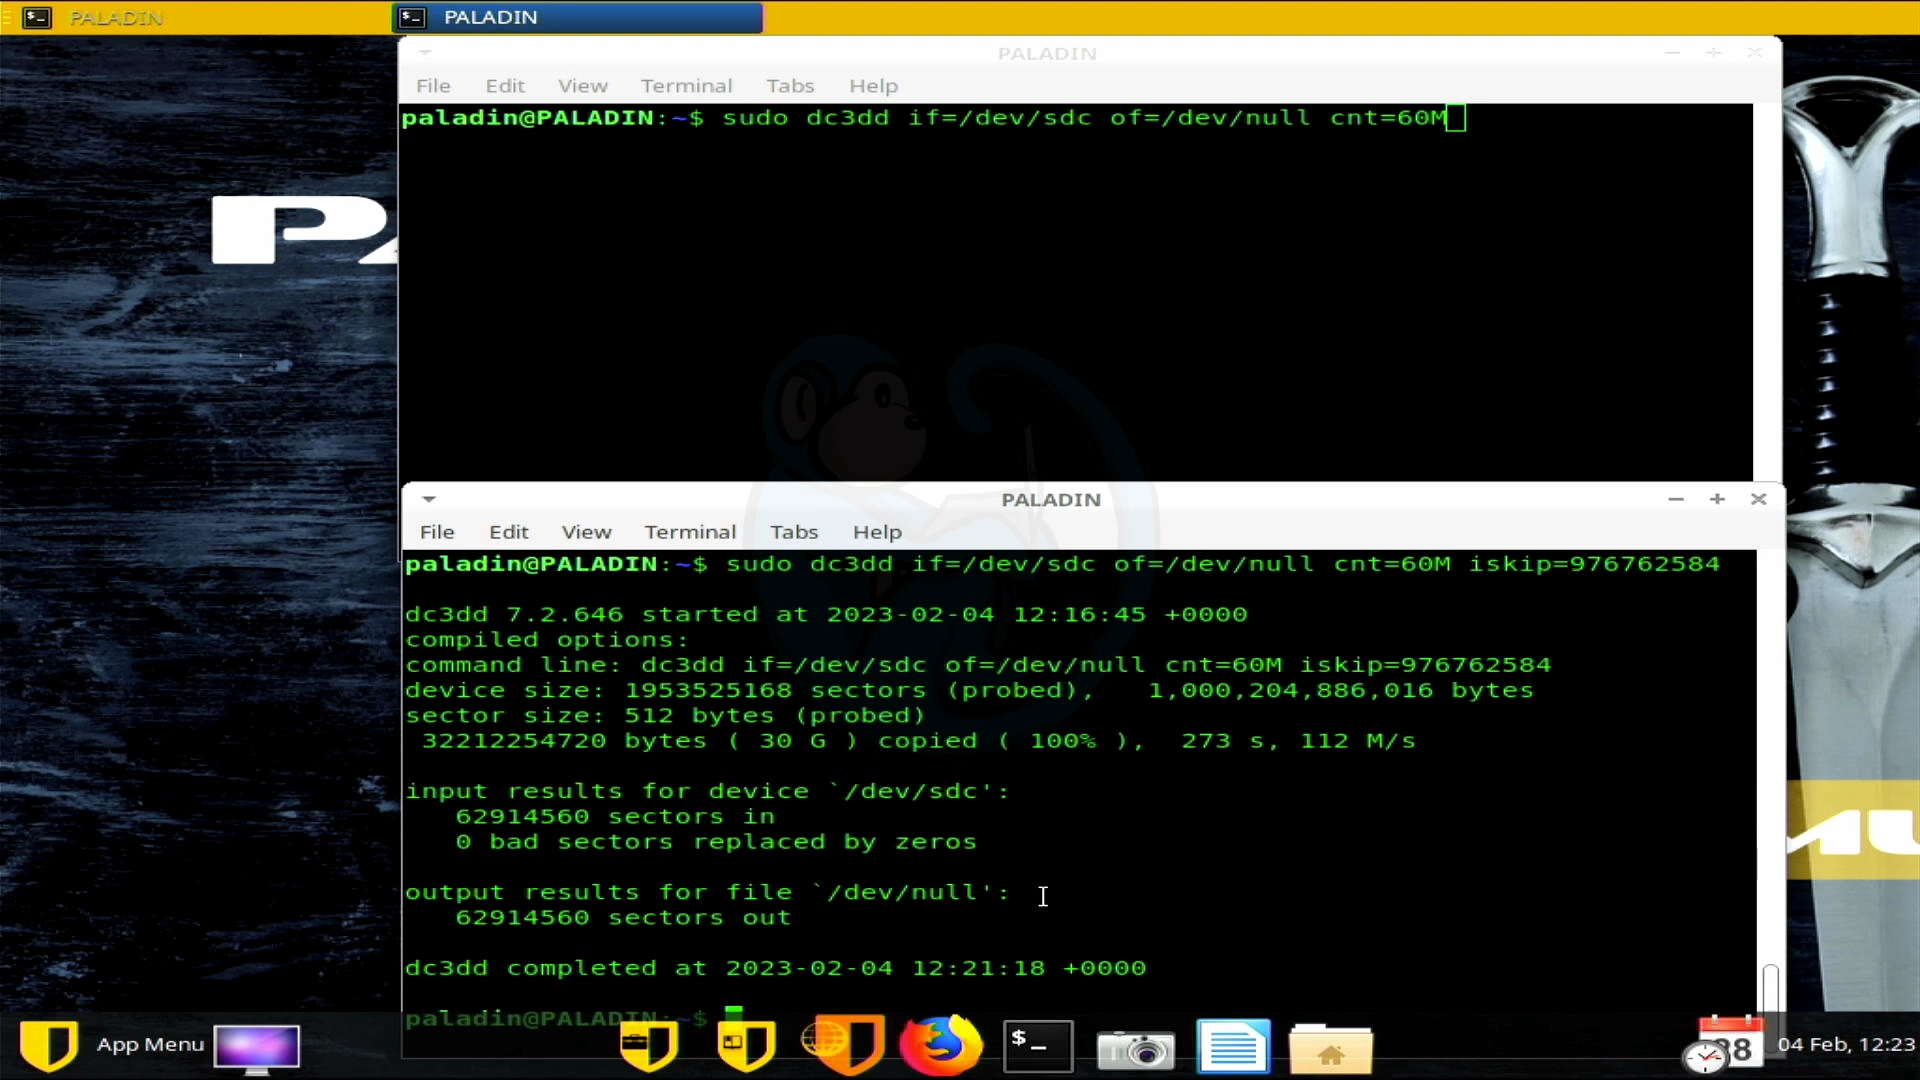 PALADIN
PALADIN
PALADIN
File Edit View Terminal Tabs Help
paladin@PALADIN:~$ sudo dc3dd if=/dev/sdc of=/dev/null cnt=60M
PALADIN
File Edit View Terminal Tabs Help
paladin@PALADIN:~$ sudo dc3dd if=/dev/sdc of=/dev/null cnt=60M iskip=976762584
dc3dd 7.2.646 started at 2023-02-04 12:16:45 +0000
compiled options:
command line: dc3dd if=/dev/sdc of=/dev/null cnt=60M iskip=976762584
device size: 1953525168 sectors (probed), 1,000,204,886,016 bytes
sector size: 512 bytes (probed)
32212254720 bytes ( 30 G ) copied ( 100% ), 273 s, 112 M/s
input results for device `/dev/sdc':
62914560 sectors in
0 bad sectors replaced by zeros
output results for file `/dev/null':
62914560 sectors out
dc3dd completed at 2023-02-04 12:21:18 +0000
paladin@PALADIN:~$
App Menu
$_
28
04 Feb, 12:23